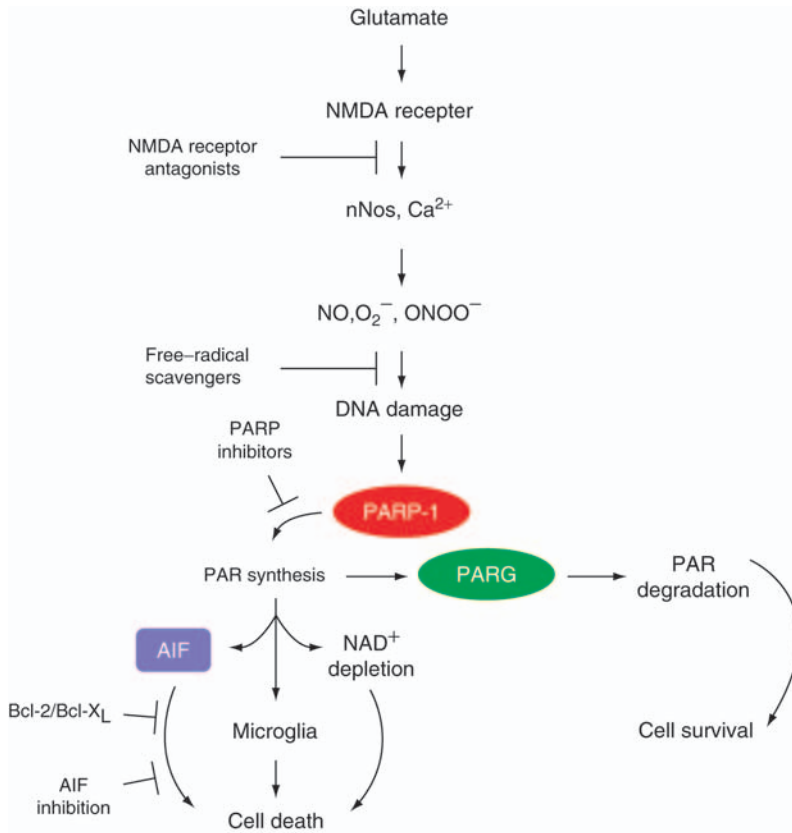 Glutamate
NMDA recepter
NMDA receptor
antagonists
nNos, Ca²⁺
NO,O₂⁻, ONOO⁻
Free–radical
scavengers
DNA damage
PARP
inhibitors
PARP-1
PAR synthesis
PARG
PAR
degradation
AIF
NAD⁺
depletion
Bcl-2/Bcl-X_L
Microglia
Cell survival
AIF
inhibition
Cell death